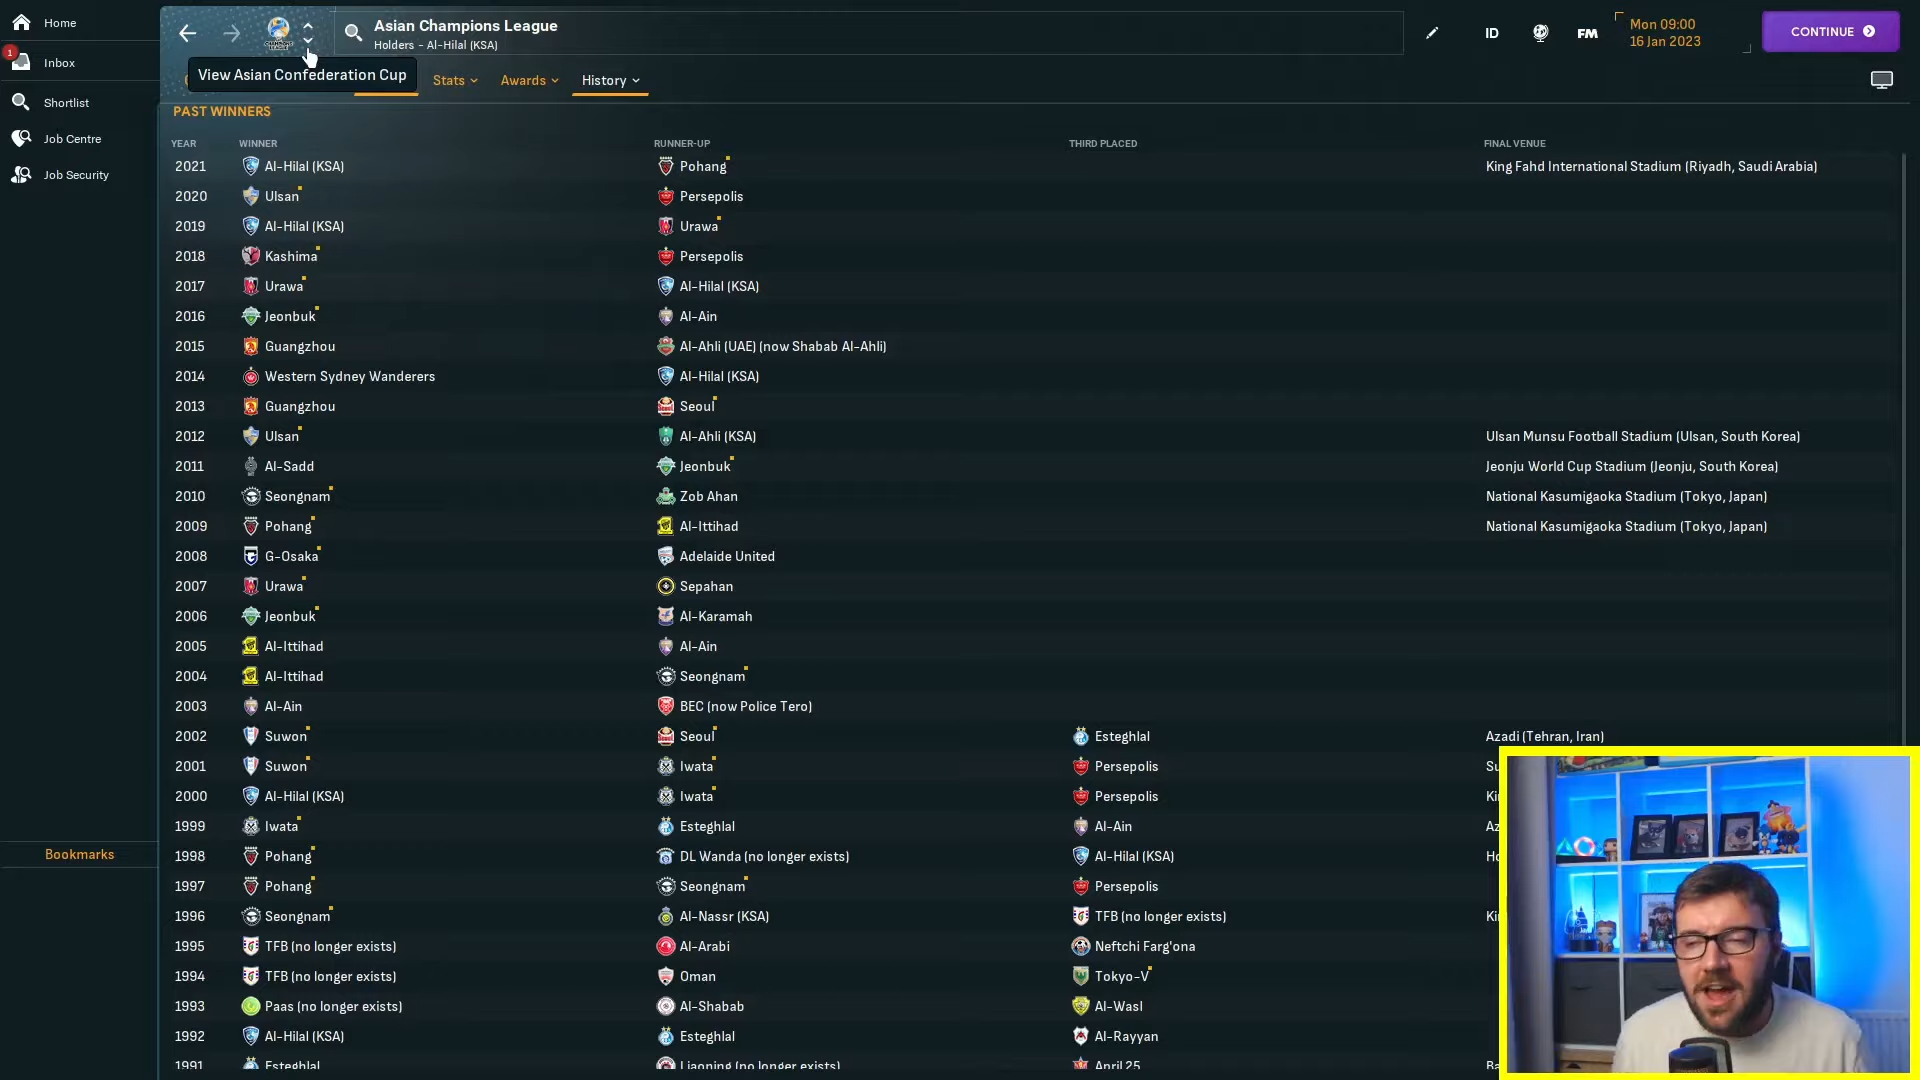 Home
1
Inbox
Shortlist
Job Centre
Job Security
Bookmarks
Asian Champions League
Holders - Al-Hilal (KSA)
View Asian Confederation Cup
ID
FM
Mon 09:00
16 Jan 2023
CONTINUE
Stats
Awards
History
PAST WINNERS
YEAR WINNER RUNNER-UP THIRD PLACED FINAL VENUE
2021 Al-Hilal (KSA) Pohang King Fahd International Stadium (Riyadh, Saudi Arabia)
2020 Ulsan Persepolis
2019 Al-Hilal (KSA) Urawa
2018 Kashima Persepolis
2017 Urawa Al-Hilal (KSA)
2016 Jeonbuk Al-Ain
2015 Guangzhou Al-Ahli (UAE) (now Shabab Al-Ahli)
2014 Western Sydney Wanderers Al-Hilal (KSA)
2013 Guangzhou Seoul
2012 Ulsan Al-Ahli (KSA) Ulsan Munsu Football Stadium (Ulsan, South Korea)
2011 Al-Sadd Jeonbuk Jeonju World Cup Stadium (Jeonju, South Korea)
2010 Seongnam Zob Ahan National Kasumigaoka Stadium (Tokyo, Japan)
2009 Pohang Al-Ittihad National Kasumigaoka Stadium (Tokyo, Japan)
2008 G-Osaka Adelaide United
2007 Urawa Sepahan
2006 Jeonbuk Al-Karamah
2005 Al-Ittihad Al-Ain
2004 Al-Ittihad Seongnam
2003 Al-Ain BEC (now Police Tero)
2002 Suwon Seoul Esteghlal Azadi (Tehran, Iran)
2001 Suwon Iwata Persepolis
2000 Al-Hilal (KSA) Iwata Persepolis
1999 Iwata Esteghlal Al-Ain
1998 Pohang DL Wanda (no longer exists) Al-Hilal (KSA)
1997 Pohang Seongnam Persepolis
1996 Seongnam Al-Nassr (KSA) TFB (no longer exists)
1995 TFB (no longer exists) Al-Arabi Neftchi Farg'ona
1994 TFB (no longer exists) Oman Tokyo-V
1993 Paas (no longer exists) Al-Shabab Al-Wasl
1992 Al-Hilal (KSA) Esteghlal Al-Rayyan
1991 Esteghlal Liaoning (no longer exists) April 25